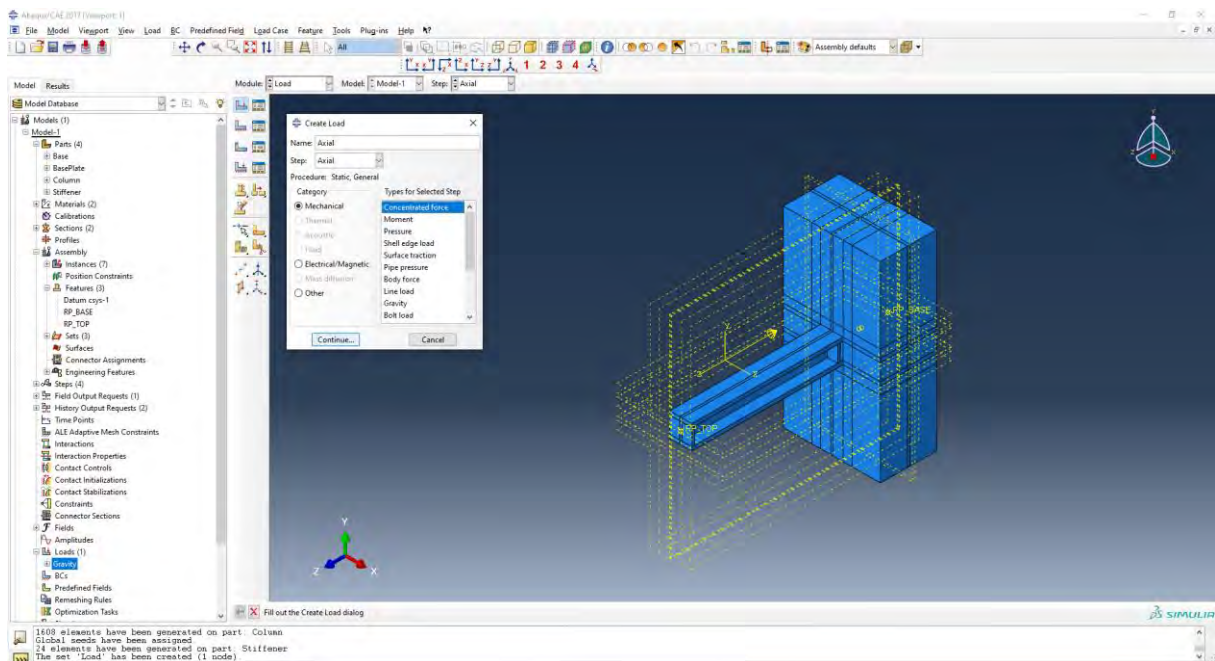 Abaqus/CAE 2017 [Viewport: 1]
File Model Viewport View Load BC Predefined Field Load Case Feature Tools Plug-ins Help
All
Assembly defaults
1 2 3 4
Model Results
Module: Load Model: Model-1 Step: Axial
Model Database
Models (1)
Model-1
Parts (4)
Base
BasePlate
Column
Stiffener
Materials (2)
Calibrations
Sections (2)
Profiles
Assembly
Instances (7)
Position Constraints
Features (3)
Datum csys-1
RP_BASE
RP_TOP
Sets (3)
Surfaces
Connector Assignments
Engineering Features
Steps (4)
Field Output Requests (1)
History Output Requests (2)
Time Points
ALE Adaptive Mesh Constraints
Interactions
Interaction Properties
Contact Controls
Contact Initializations
Contact Stabilizations
Constraints
Connector Sections
Fields
Amplitudes
Loads (1)
Gravity
BCs
Predefined Fields
Remeshing Rules
Optimization Tasks
Create Load
Name: Axial
Step: Axial
Procedure: Static, General
Category
Mechanical
Thermal
Acoustic
Fluid
Electrical/Magnetic
Mass diffusion
Other
Types for Selected Step
Concentrated force
Moment
Pressure
Shell edge load
Surface traction
Pipe pressure
Body force
Line load
Gravity
Bolt load
Continue...
Cancel
RP_BASE
RP_TOP
Y
Z
X
Fill out the Create Load dialog
SIMULIA
1608 elements have been generated on part: Column
Global seeds have been assigned.
24 elements have been generated on part: Stiffener
The set 'Load' has been created (1 node).